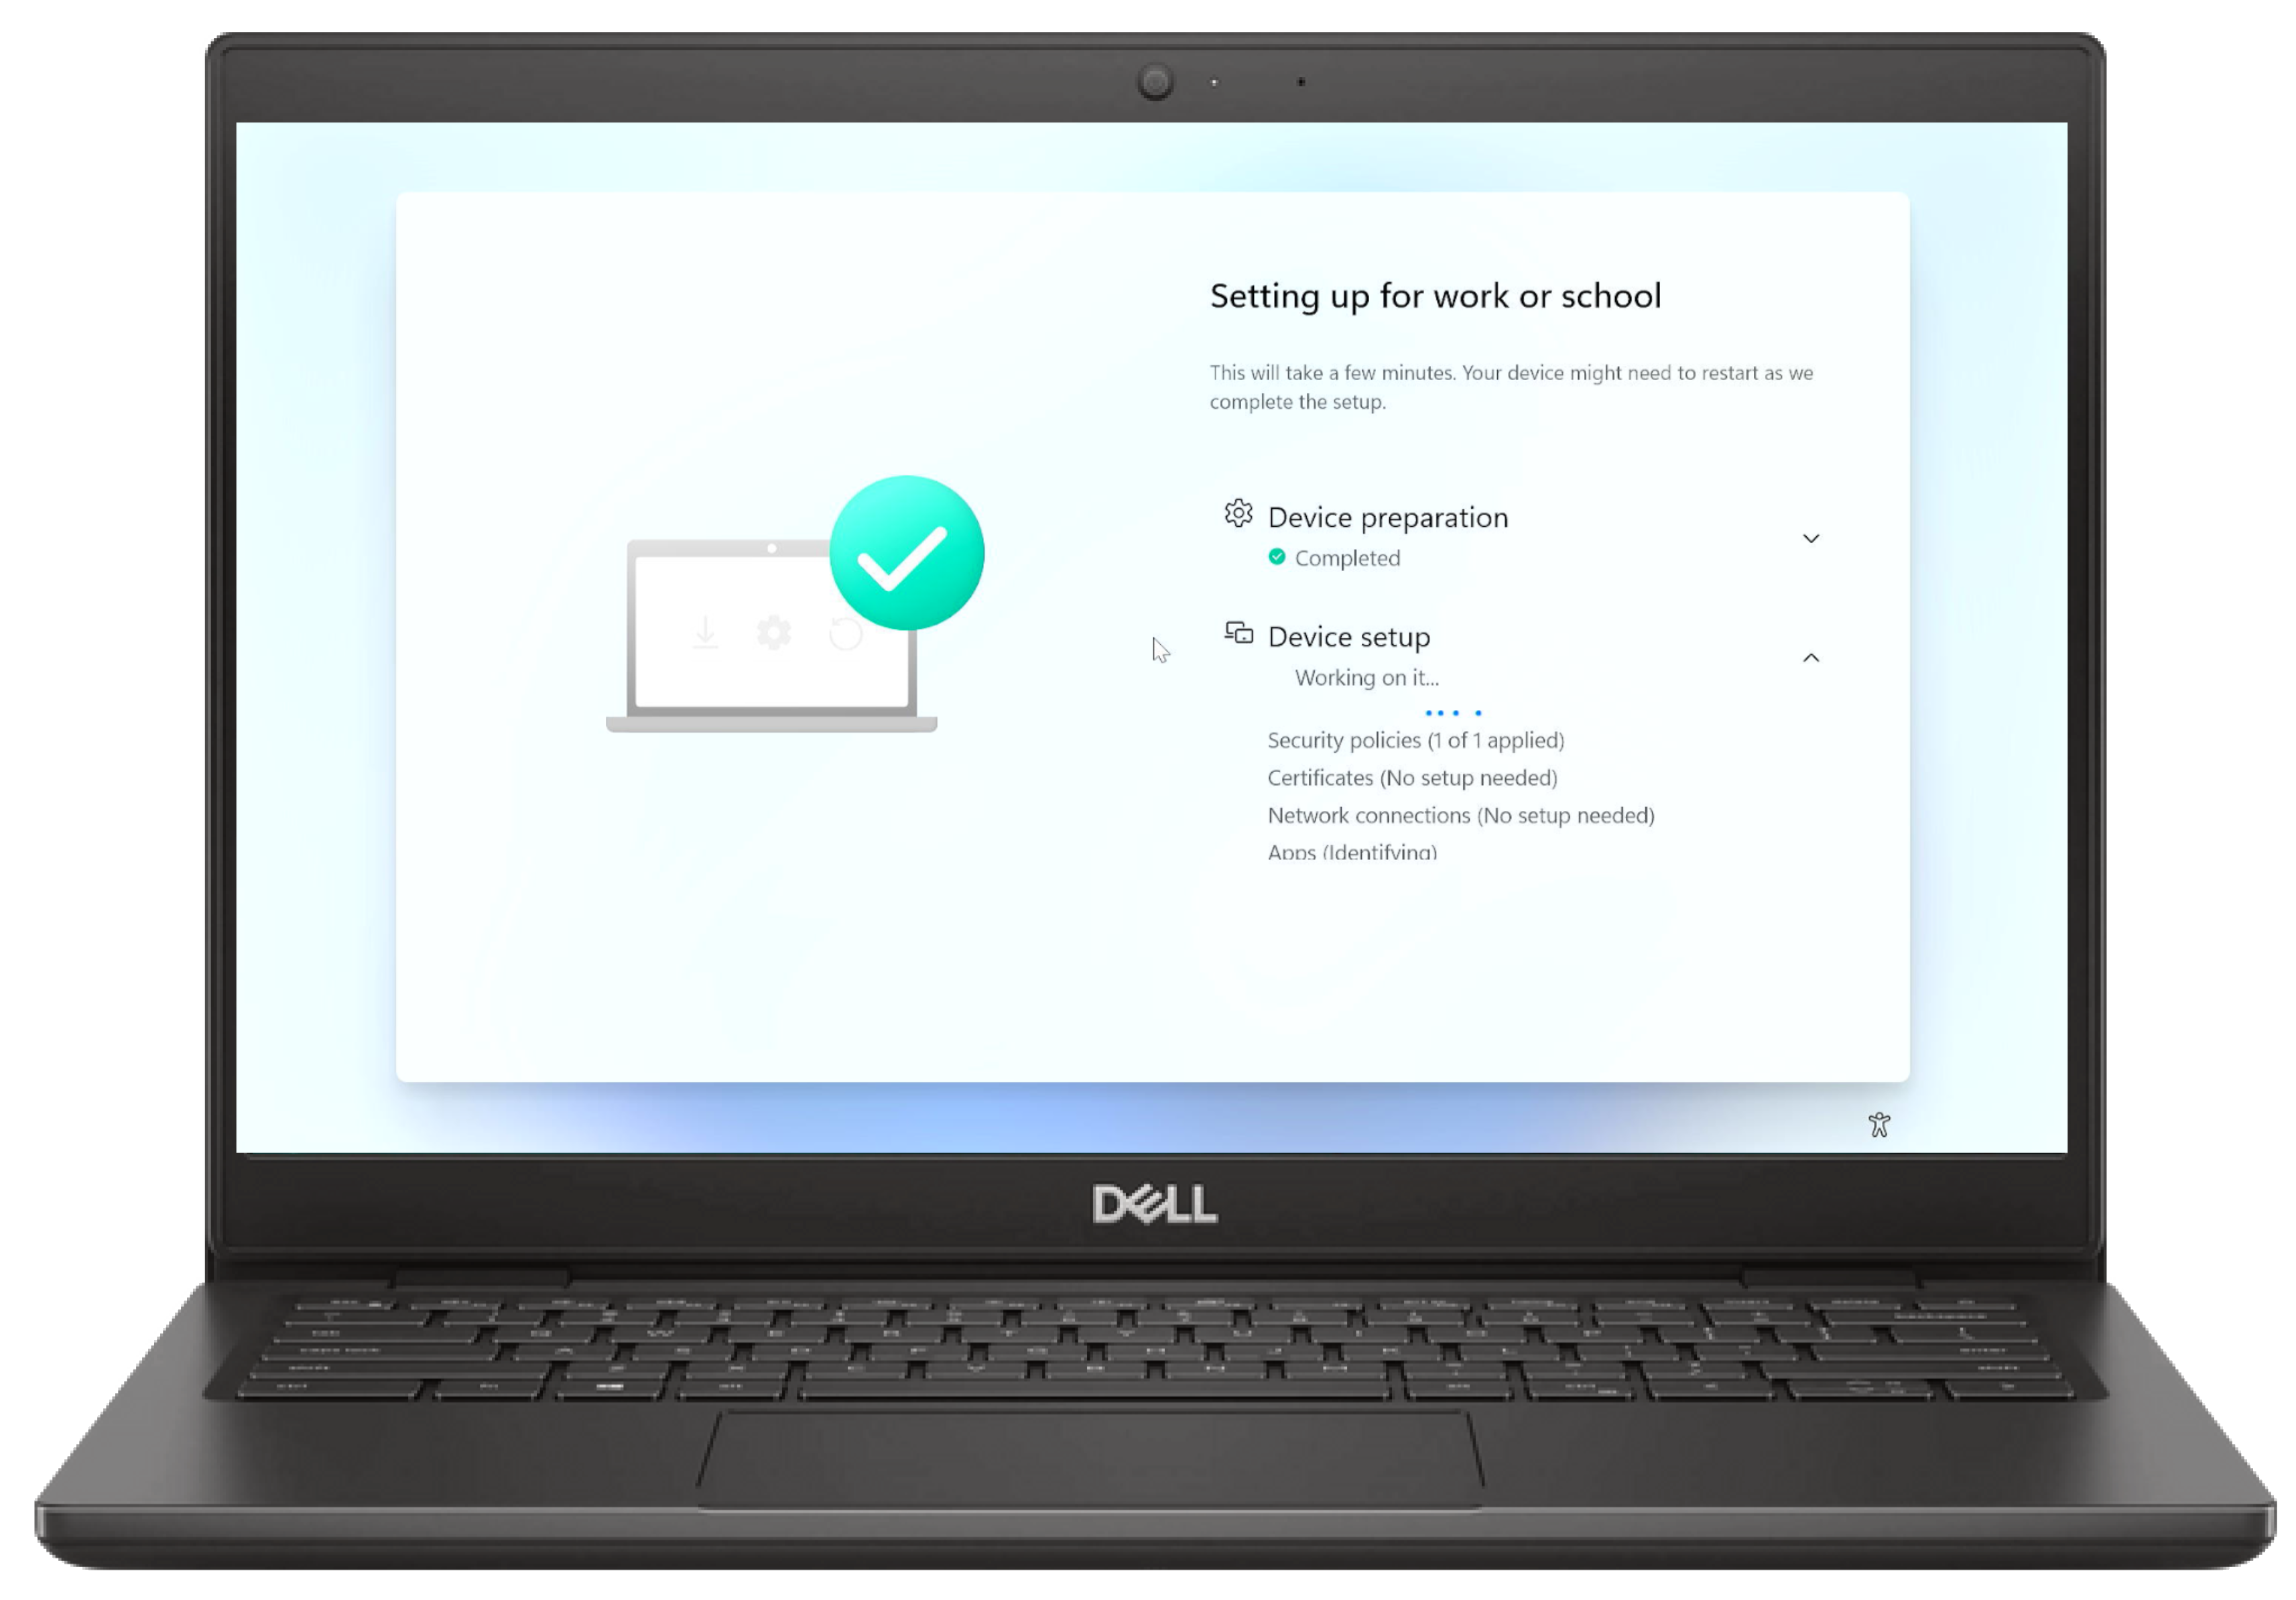 Setting up for work or school
This will take a few minutes. Your device might need to restart as we
complete the setup.
Device preparation
Completed
Device setup
Working on it...
Security policies (1 of 1 applied)
Certificates (No setup needed)
Network connections (No setup needed)
Apps (Identifying)
DELL